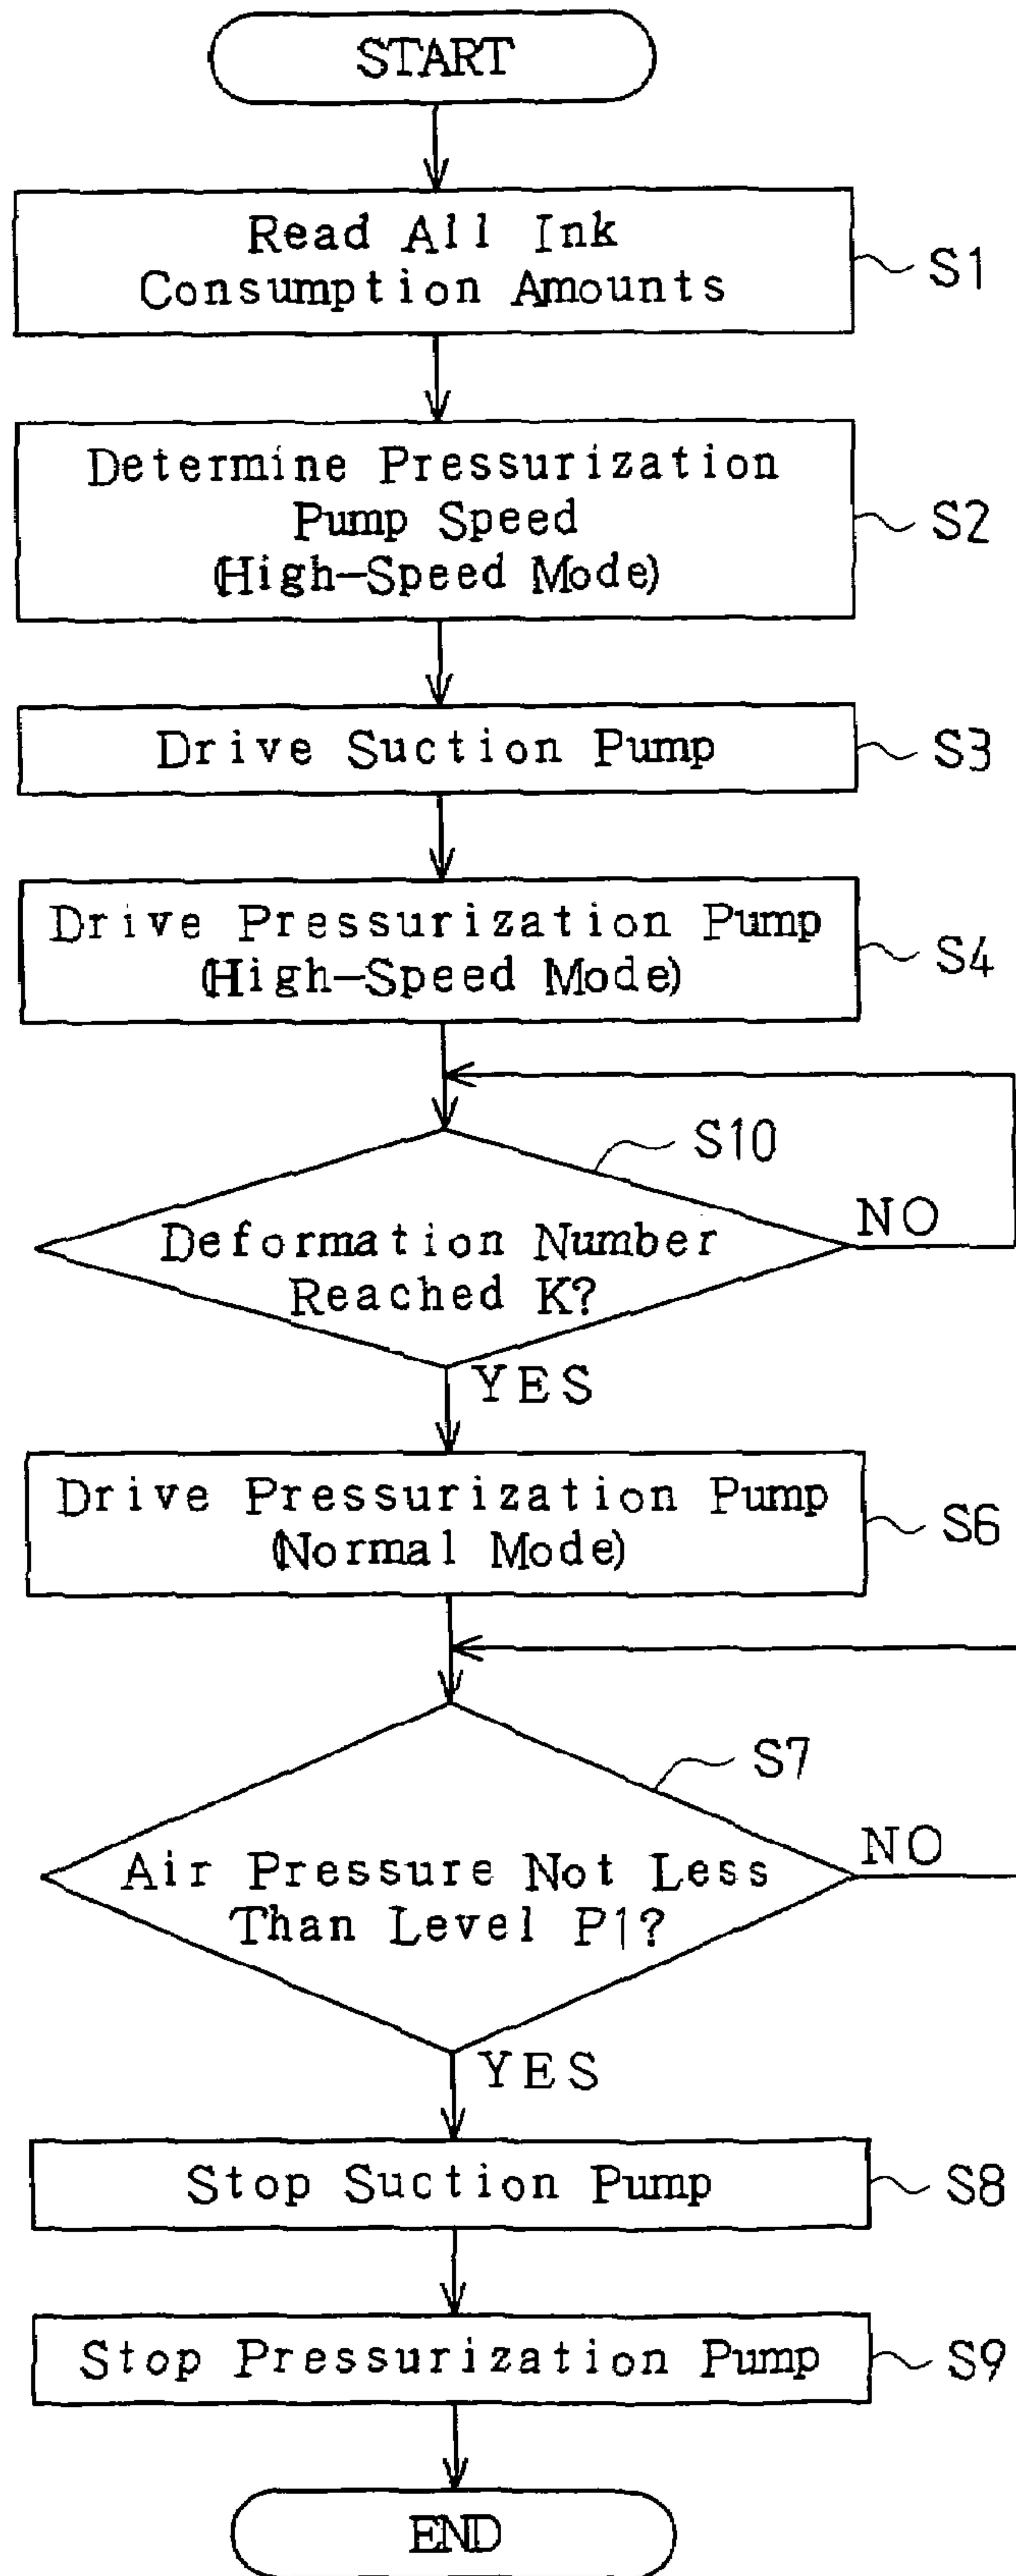 START
Read All Ink
Consumption Amounts
S1
Determine Pressurization
Pump Speed
(High-Speed Mode)
S2
Drive Suction Pump
S3
Drive Pressurization Pump
(High-Speed Mode)
S4
S10
Deformation Number
Reached K?
NO
YES
Drive Pressurization Pump
(Normal Mode)
S6
S7
Air Pressure Not Less
Than Level P1?
NO
YES
Stop Suction Pump
S8
Stop Pressurization Pump
S9
END